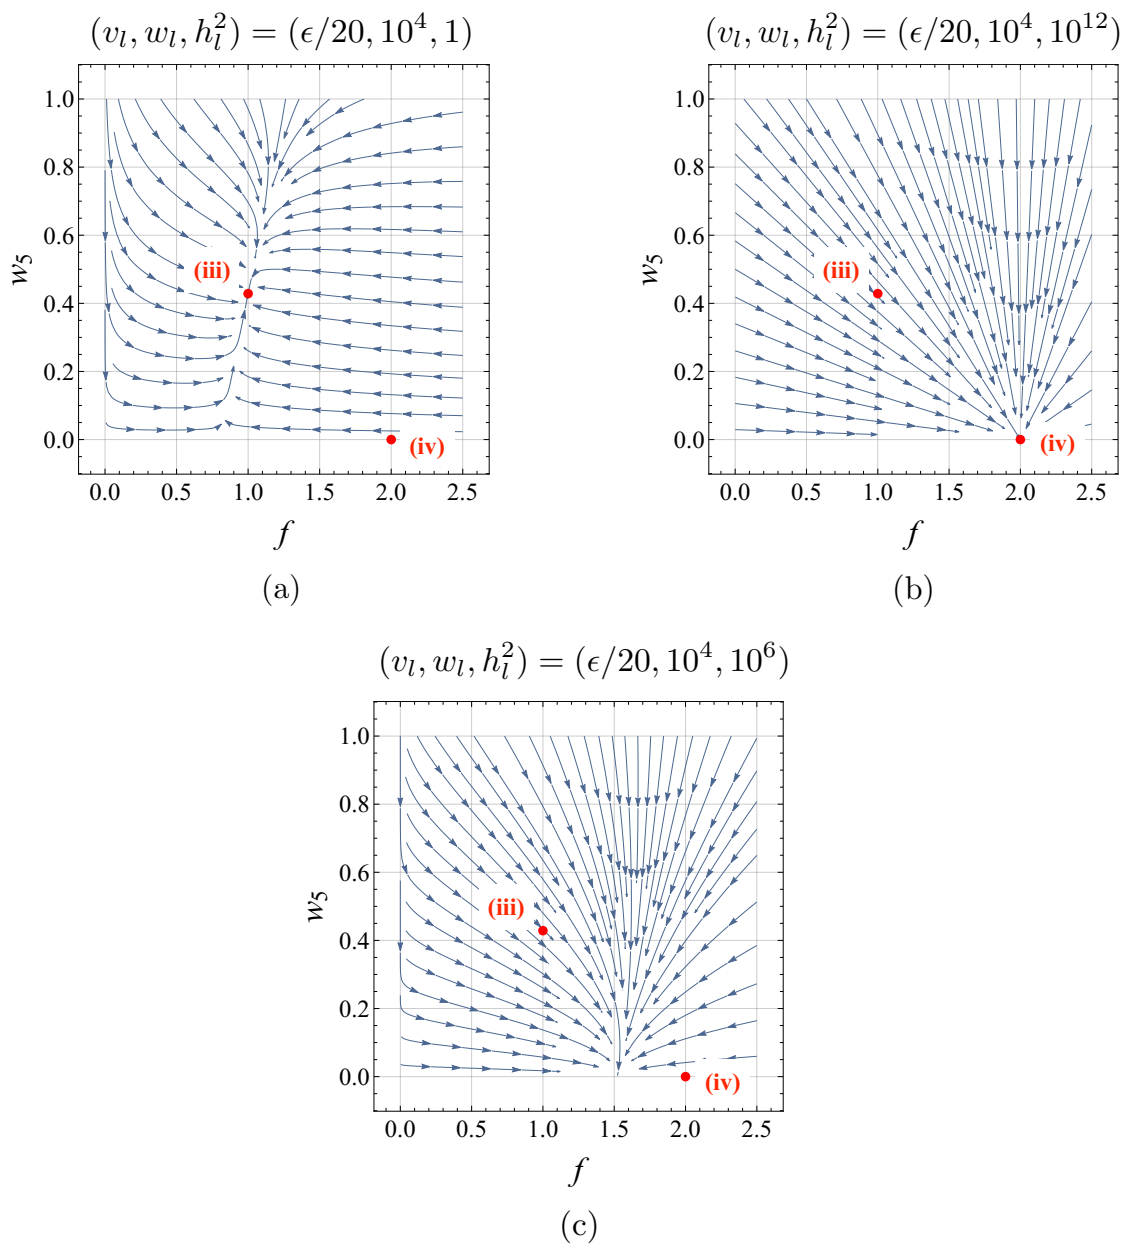 (v_l, w_l, h_l^2) = (ϵ/20, 10^4, 1)
1.0
0.8
0.6
0.4
0.2
0.0
w_5
(iii)
(iv)
0.0 0.5 1.0 1.5 2.0 2.5
f
(a)
(v_l, w_l, h_l^2) = (ϵ/20, 10^4, 10^12)
1.0
0.8
0.6
0.4
0.2
0.0
w_5
(iii)
(iv)
0.0 0.5 1.0 1.5 2.0 2.5
f
(b)
(v_l, w_l, h_l^2) = (ϵ/20, 10^4, 10^6)
1.0
0.8
0.6
0.4
0.2
0.0
w_5
(iii)
(iv)
0.0 0.5 1.0 1.5 2.0 2.5
f
(c)